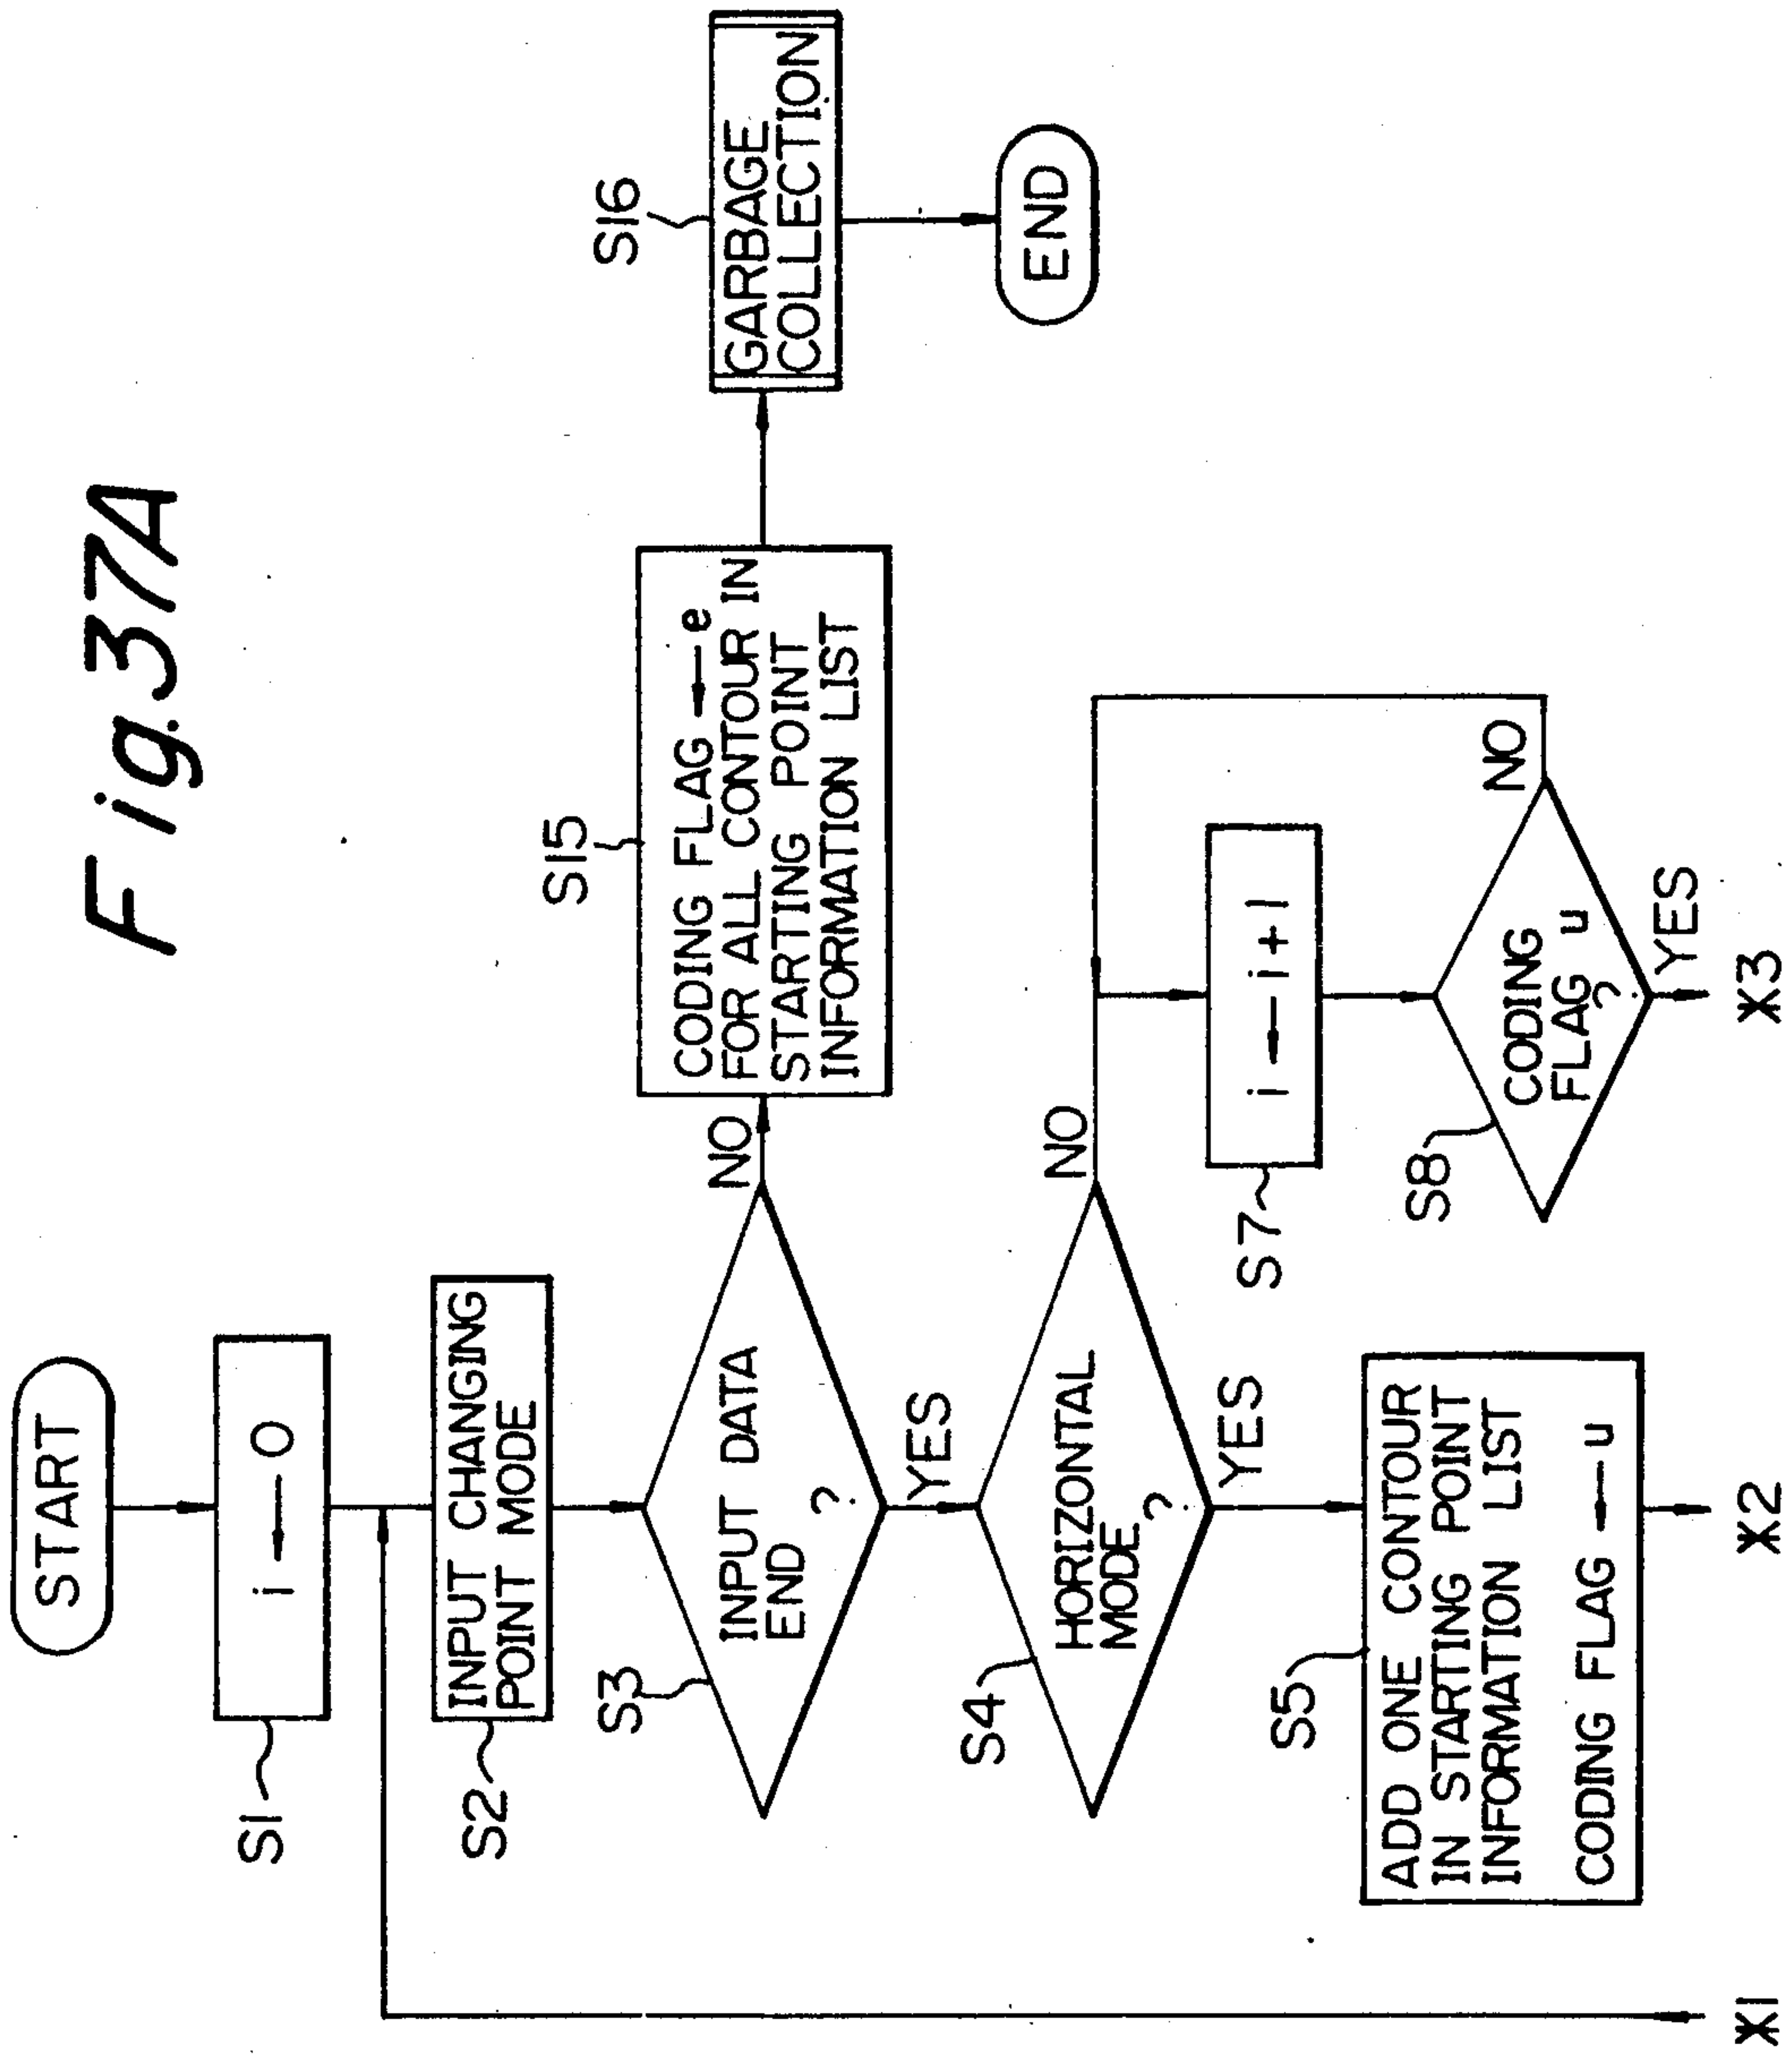 Fig.37A
START
S1
i ← 0
S2
INPUT CHANGING
POINT MODE
S3
INPUT DATA
END ?
NO
YES
S15
CODING FLAG ← e
FOR ALL CONTOUR IN
STARTING POINT
INFORMATION LIST
S16
GARBAGE
COLLECTION
END
S4
HORIZONTAL
MODE ?
NO
YES
S5
ADD ONE CONTOUR
IN STARTING POINT
INFORMATION LIST
CODING FLAG ← u
S7
i ← i+1
S8
CODING
FLAG u
?
NO
YES
X1
X2
X3